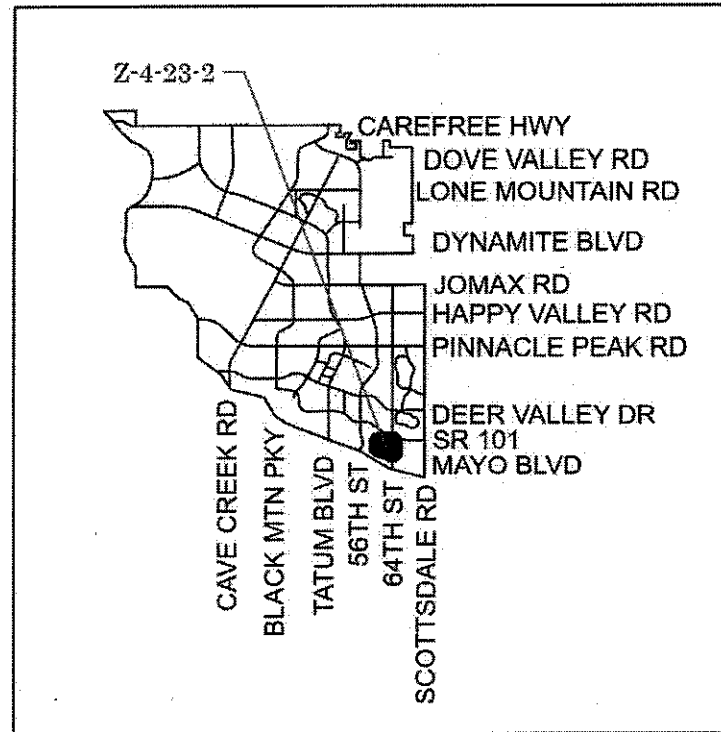 Z-4-23-2
CAREFREE HWY
DOVE VALLEY RD
LONE MOUNTAIN RD
DYNAMITE BLVD
JOMAX RD
HAPPY VALLEY RD
PINNACLE PEAK RD
DEER VALLEY DR
SR 101
MAYO BLVD
CAVE CREEK RD
BLACK MTN PKY
TATUM BLVD
56TH ST
64TH ST
SCOTTSDALE RD